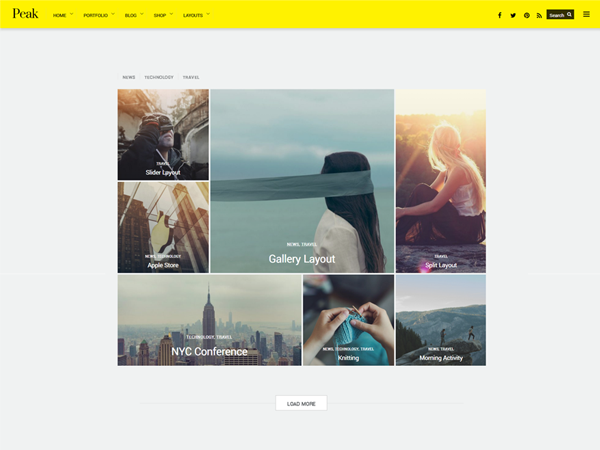 Peak HOME PORTFOLIO BLOG SHOP LAYOUTS Search
NEWS TECHNOLOGY TRAVEL
TRAVEL
Slider Layout
NEWS, TECHNOLOGY
Apple Store
NEWS, TRAVEL
Gallery Layout
TRAVEL
Split Layout
TECHNOLOGY, TRAVEL
NYC Conference
NEWS, TECHNOLOGY, TRAVEL
Knitting
NEWS, TRAVEL
Morning Activity
LOAD MORE